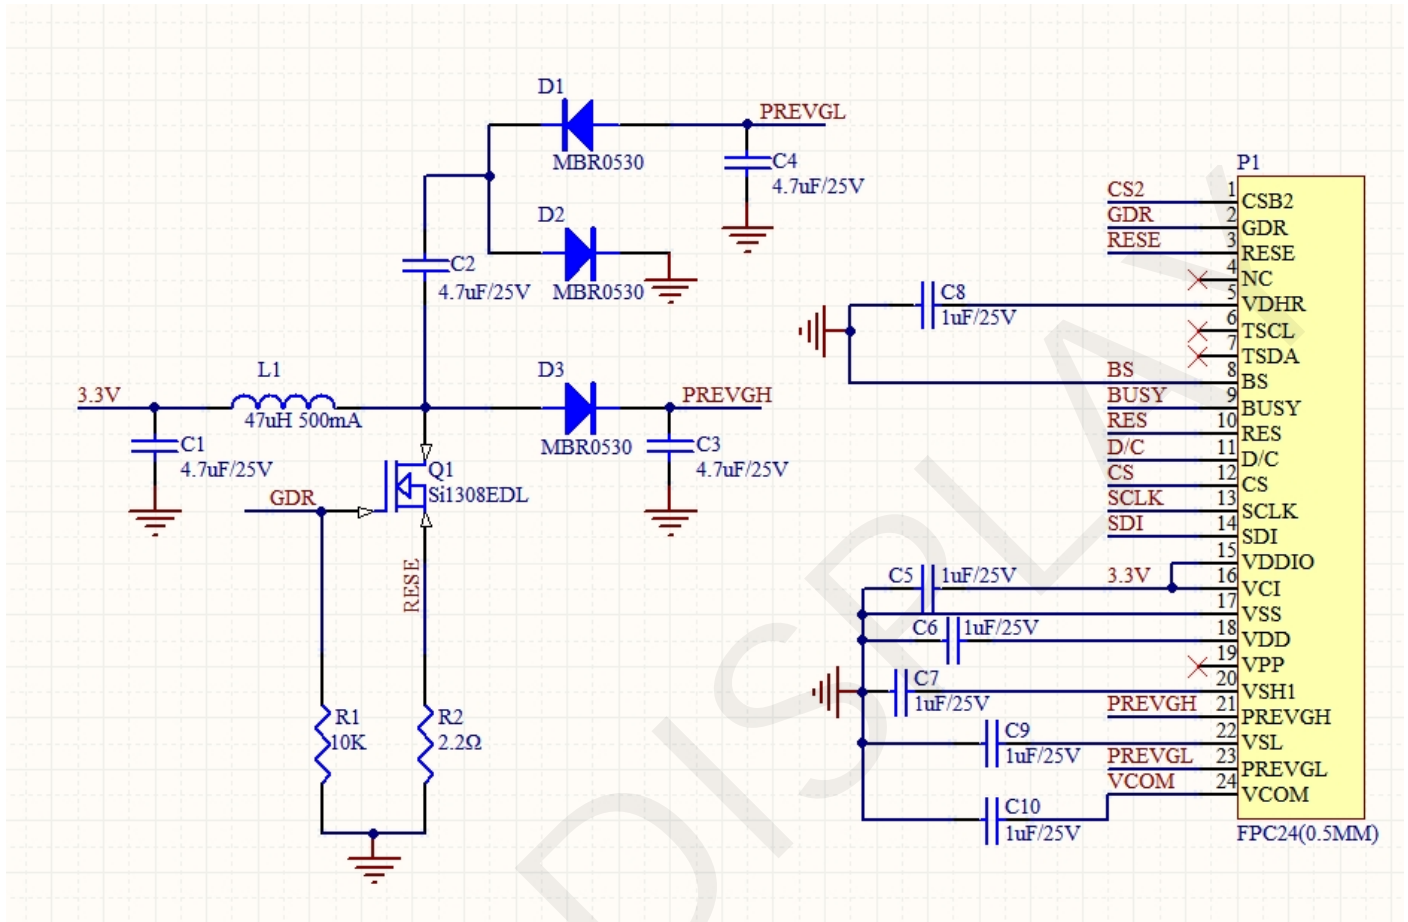 D1
PREVGL
MBR0530
C4
4.7uF/25V
D2
MBR0530
C2
4.7uF/25V
L1
3.3V
47uH 500mA
D3
PREVGH
MBR0530
C1
4.7uF/25V
C3
4.7uF/25V
Q1
Si1308EDL
GDR
RESE
R1
10K
R2
2.2Ω
P1
CS2 1 CSB2
GDR 2 GDR
RESE 3 RESE
4 NC
C8
1uF/25V
5 VDHR
6 TSCL
7 TSDA
BS 8 BS
BUSY 9 BUSY
RES 10 RES
D/C 11 D/C
CS 12 CS
SCLK 13 SCLK
SDI 14 SDI
15 VDDIO
C5 1uF/25V 3.3V 16 VCI
17 VSS
C6 1uF/25V 18 VDD
19 VPP
C7
1uF/25V
20 VSH1
PREVGH 21 PREVGH
C9
1uF/25V
22 VSL
PREVGL 23 PREVGL
VCOM 24 VCOM
C10
1uF/25V
FPC24(0.5MM)
DISPLAY